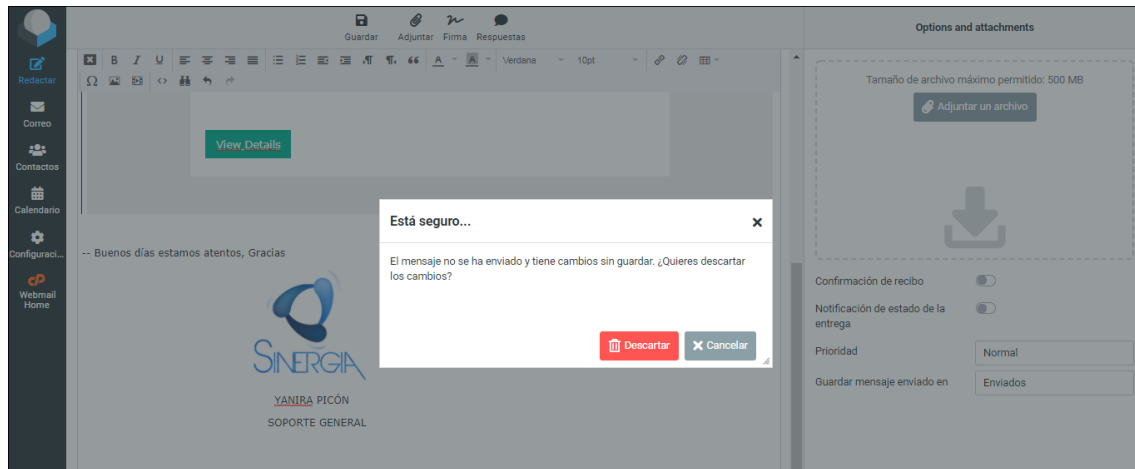 Guardar
Adjuntar
Firma
Respuestas
Options and attachments
Redactar
Correo
Contactos
Calendario
Configuraci...
cP
Webmail
Home
B I U
A
A
Verdana
10pt
Ω
View Details
-- Buenos días estamos atentos, Gracias
SINERGIA
YANIRA PICÓN
SOPORTE GENERAL
Está seguro...
El mensaje no se ha enviado y tiene cambios sin guardar. ¿Quieres descartar
los cambios?
Descartar
Cancelar
Tamaño de archivo máximo permitido: 500 MB
Adjuntar un archivo
Confirmación de recibo
Notificación de estado de la
entrega
Prioridad
Normal
Guardar mensaje enviado en
Enviados